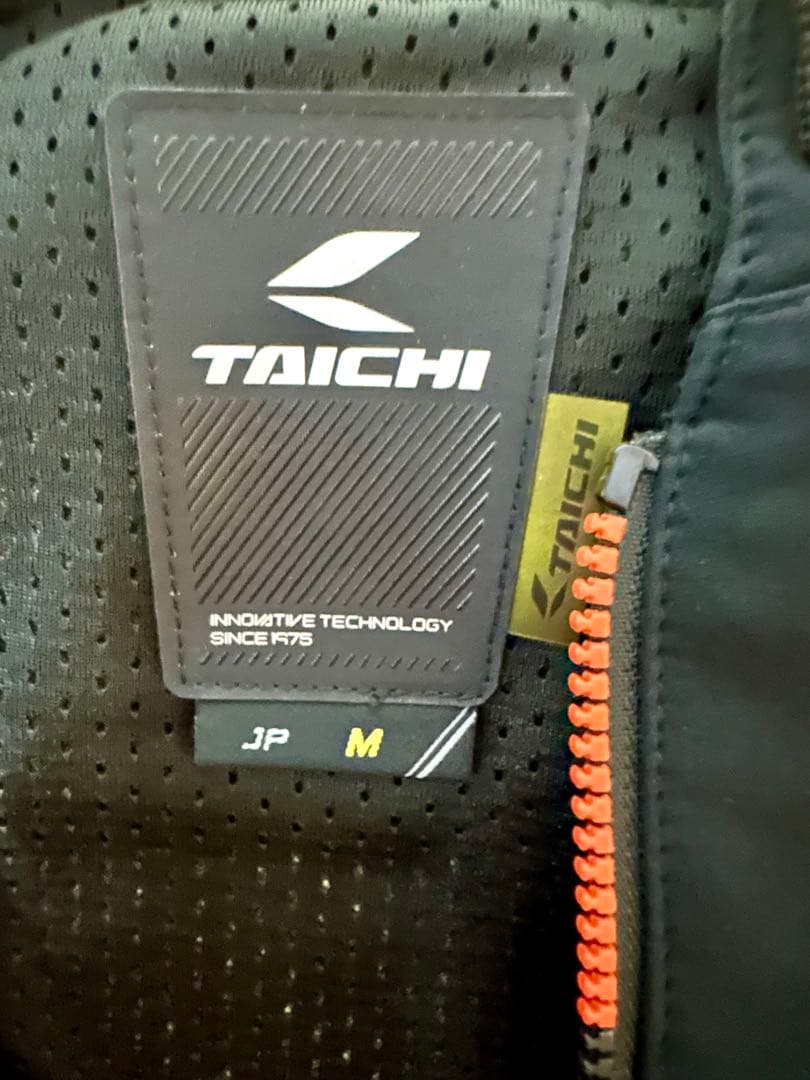 TAICHI
TAICHI
INNOVATIVE TECHNOLOGY
SINCE 1975
JP M